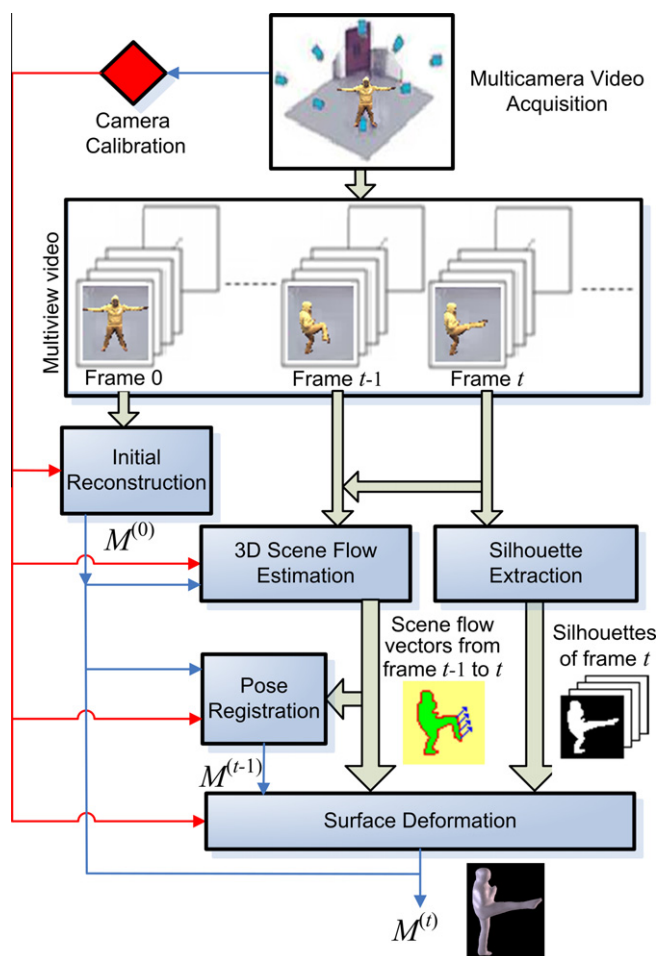 Multicamera Video
Acquisition
Camera
Calibration
Multiview video
Frame 0
Frame t-1
Frame t
Initial
Reconstruction
M(0)
3D Scene Flow
Estimation
Silhouette
Extraction
Scene flow
vectors from
frame t-1 to t
Silhouettes
of frame t
Pose
Registration
M(t-1)
Surface Deformation
M(t)